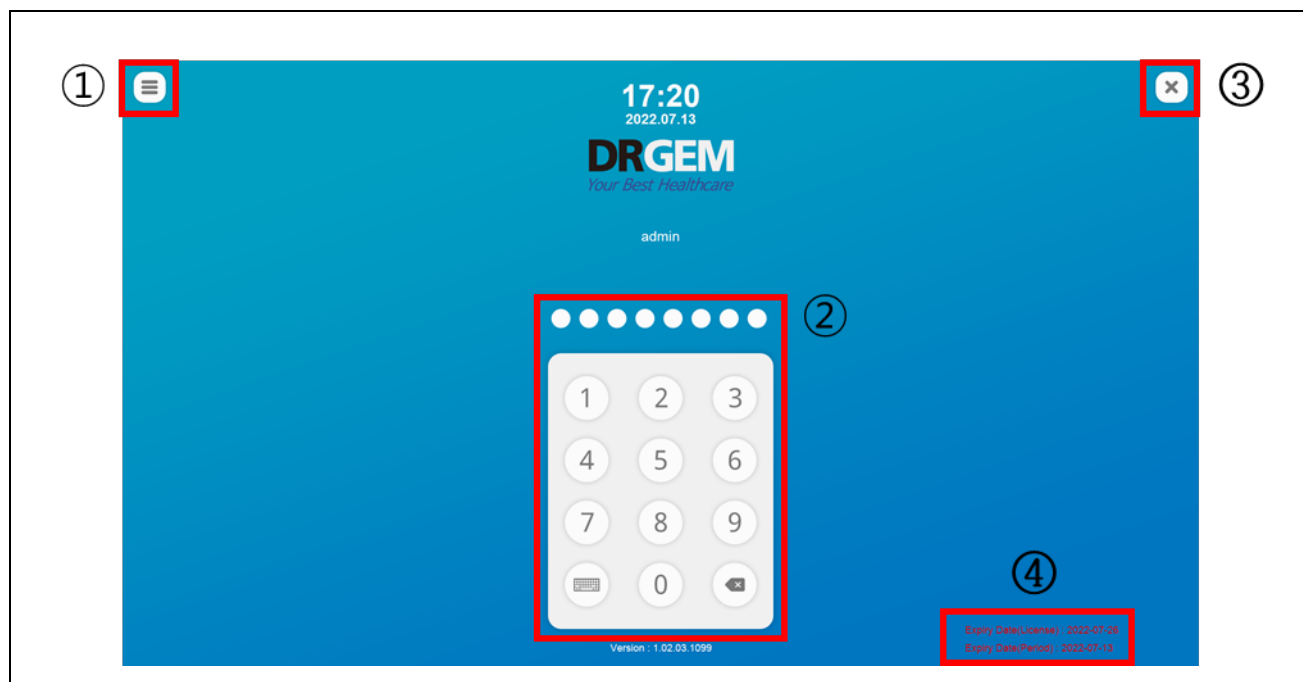 ①
③
17:20
2022.07.13
DRGEM
Your Best Healthcare
admin
②
1 2 3
4 5 6
7 8 9
0
④
Expiry Date(License) : 2022-07-26
Expiry Date(Period) : 2022-07-13
Version : 1.02.03.1099